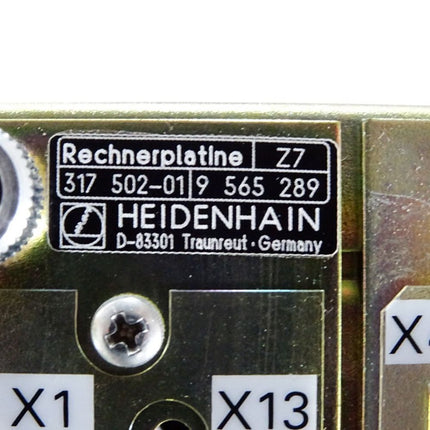 Rechnerplatine Z7
317 502-01 9 565 289
HEIDENHAIN
D-83301 Traunreut · Germany
X1 X13